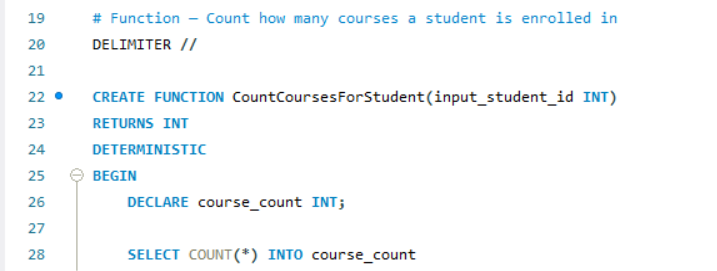 19 # Function – Count how many courses a student is enrolled in
20 DELIMITER //
21
22 CREATE FUNCTION CountCoursesForStudent(input_student_id INT)
23 RETURNS INT
24 DETERMINISTIC
25 BEGIN
26 DECLARE course_count INT;
27
28 SELECT COUNT(*) INTO course_count